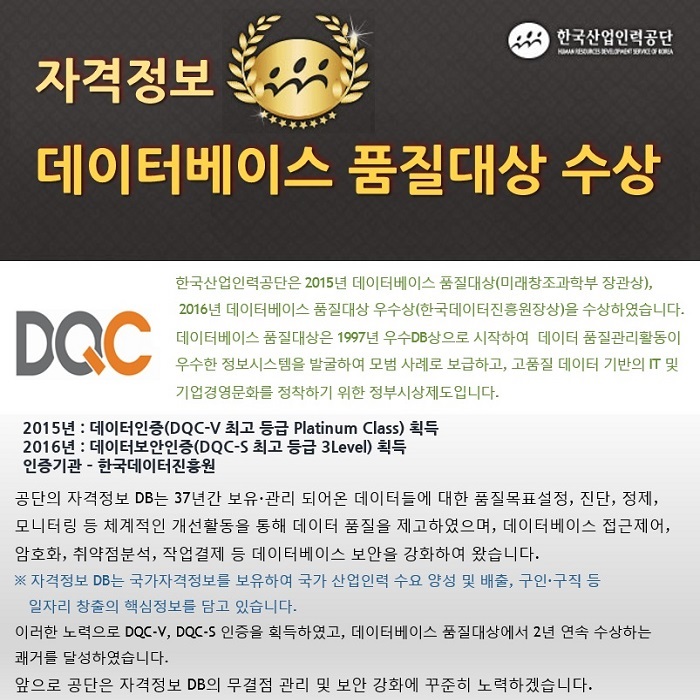 한국산업인력공단
HUMAN RESOURCES DEVELOPMENT SERVICE OF KOREA
자격정보
데이터베이스 품질대상 수상
DQC
한국산업인력공단은 2015년 데이터베이스 품질대상(미래창조과학부 장관상),
2016년 데이터베이스 품질대상 우수상(한국데이터진흥원장상)을 수상하였습니다.
데이터베이스 품질대상은 1997년 우수DB상으로 시작하여 데이터 품질관리활동이
우수한 정보시스템을 발굴하여 모범 사례로 보급하고, 고품질 데이터 기반의 IT 및
기업경영문화를 정착하기 위한 정부시상제도입니다.
2015년 : 데이터인증(DQC-V 최고 등급 Platinum Class) 획득
2016년 : 데이터보안인증(DQC-S 최고 등급 3Level) 획득
인증기관 - 한국데이터진흥원
공단의 자격정보 DB는 37년간 보유·관리 되어온 데이터들에 대한 품질목표설정, 진단, 정제,
모니터링 등 체계적인 개선활동을 통해 데이터 품질을 제고하였으며, 데이터베이스 접근제어,
암호화, 취약점분석, 작업결제 등 데이터베이스 보안을 강화하여 왔습니다.
※ 자격정보 DB는 국가자격정보를 보유하여 국가 산업인력 수요 양성 및 배출, 구인·구직 등
일자리 창출의 핵심정보를 담고 있습니다.
이러한 노력으로 DQC-V, DQC-S 인증을 획득하였고, 데이터베이스 품질대상에서 2년 연속 수상하는
쾌거를 달성하였습니다.
앞으로 공단은 자격정보 DB의 무결점 관리 및 보안 강화에 꾸준히 노력하겠습니다.